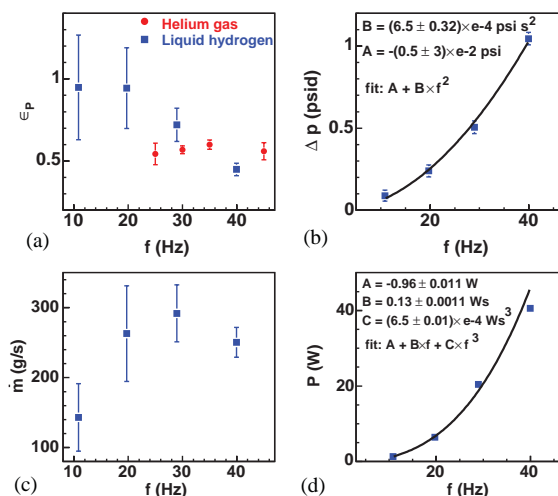 Helium gas
Liquid hydrogen
1
0.5
ϵP
10 20 30 40
f (Hz)
(a)
B = (6.5 ± 0.32)×e-4 psi s2
A = -(0.5 ± 3)×e-2 psi
fit: A + B×f2
1
0.5
0
Δ p (psid)
20 40
f (Hz)
(b)
300
200
100
ṁ (g/s)
10 20 30 40
f (Hz)
(c)
A = -0.96 ± 0.011 W
B = 0.13 ± 0.0011 Ws
C = (6.5 ± 0.01)×e-4 Ws3
fit: A + B×f + C×f3
40
20
0
P (W)
20 40
f (Hz)
(d)